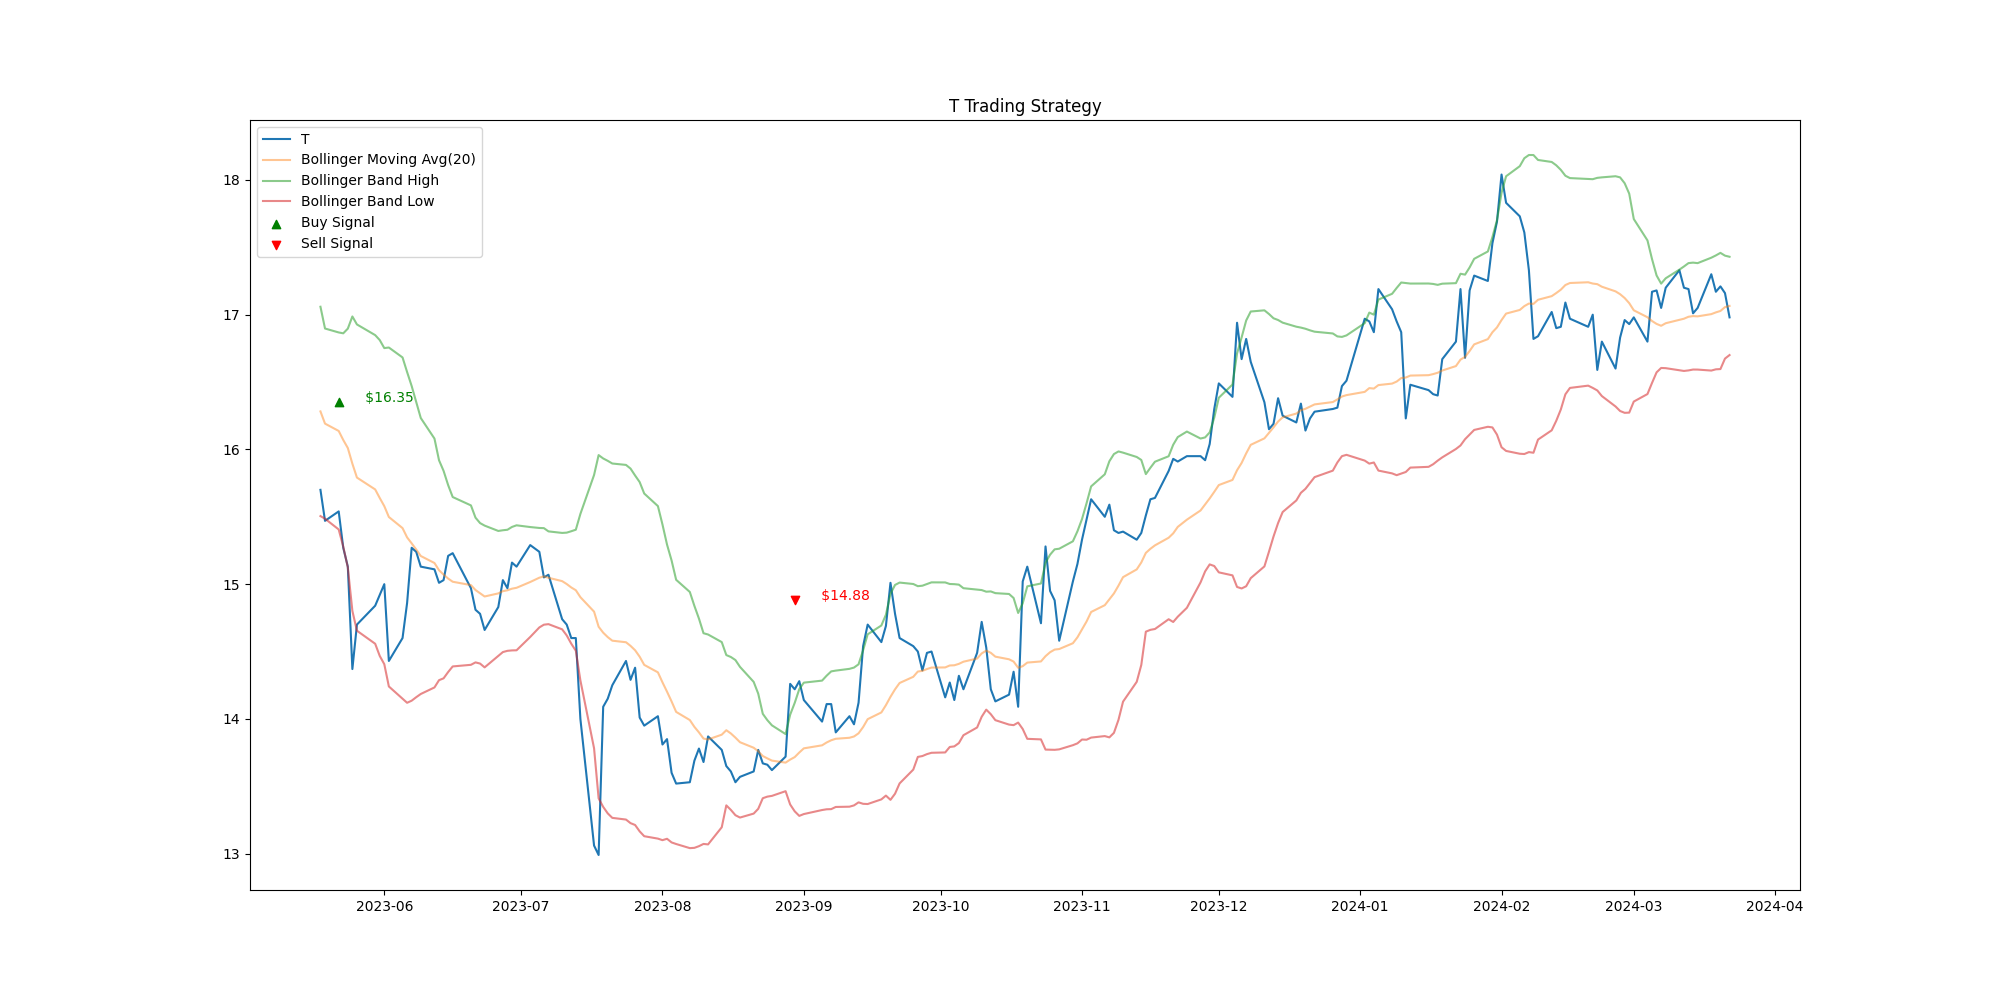 T Trading Strategy
T
Bollinger Moving Avg(20)
Bollinger Band High
Bollinger Band Low
Buy Signal
Sell Signal
18
17
16
15
14
13
$16.35
$14.88
2023-06 2023-07 2023-08 2023-09 2023-10 2023-11 2023-12 2024-01 2024-02 2024-03 2024-04